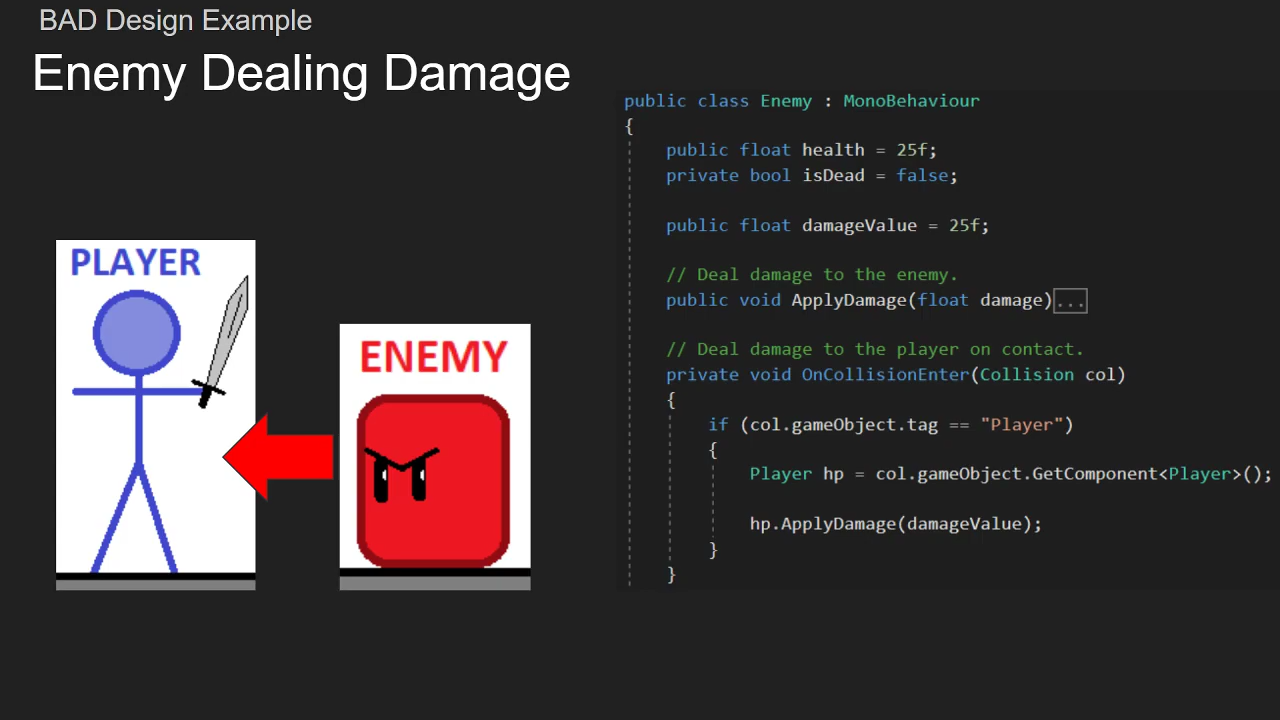 BAD Design Example
Enemy Dealing Damage
PLAYER
ENEMY
public class Enemy : MonoBehaviour
{
public float health = 25f;
private bool isDead = false;
public float damageValue = 25f;
// Deal damage to the enemy.
public void ApplyDamage(float damage)...
// Deal damage to the player on contact.
private void OnCollisionEnter(Collision col)
{
if (col.gameObject.tag == "Player")
{
Player hp = col.gameObject.GetComponent<Player>();
hp.ApplyDamage(damageValue);
}
}